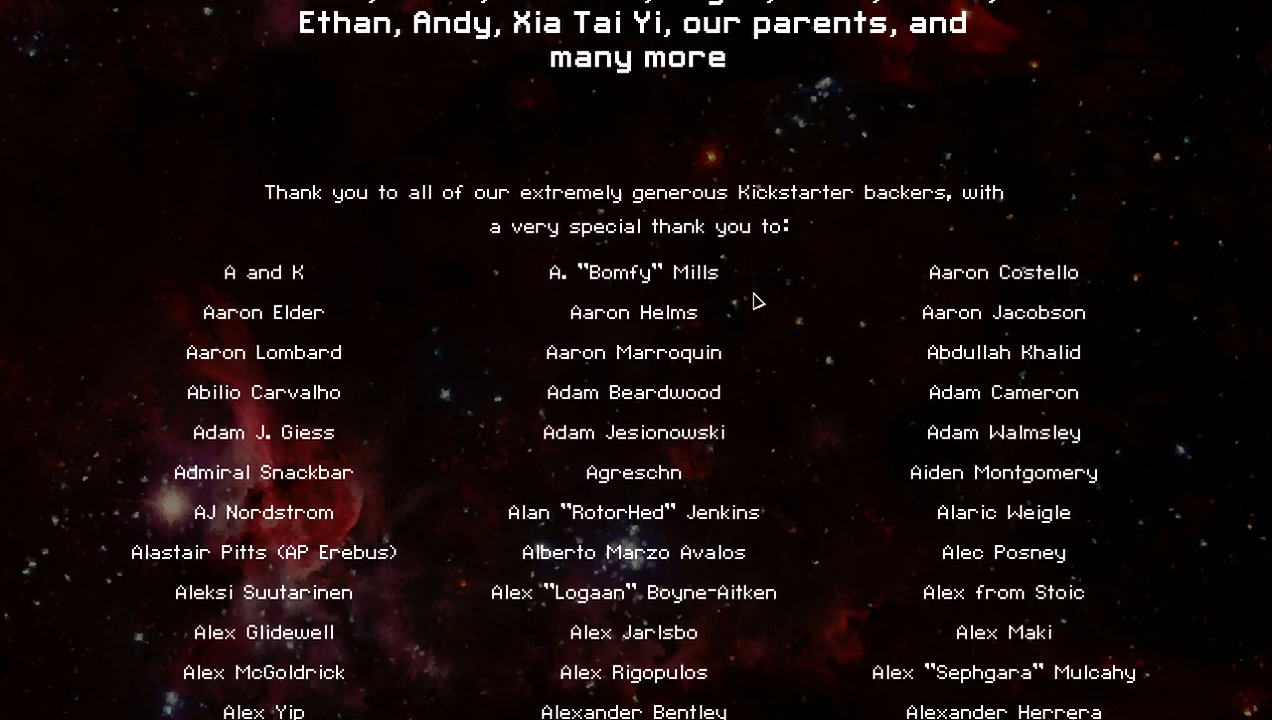 Ethan, Andy, Xia Tai Yi, our parents, and
many more
Thank you to all of our extremely generous Kickstarter backers, with
a very special thank you to:
A and K
A. "Bomfy" Mills
Aaron Costello
Aaron Elder
Aaron Helms
Aaron Jacobson
Aaron Lombard
Aaron Marroquin
Abdullah Khalid
Abilio Carvalho
Adam Beardwood
Adam Cameron
Adam J. Giess
Adam Jesionowski
Adam Walmsley
Admiral Snackbar
Agreschn
Aiden Montgomery
AJ Nordstrom
Alan "RotorHed" Jenkins
Alaric Weigle
Alastair Pitts (AP Erebus)
Alberto Marzo Avalos
Alec Posney
Aleksi Suutarinen
Alex "Logaan" Boyne-Aitken
Alex from Stoic
Alex Glidewell
Alex Jarlsbo
Alex Maki
Alex McGoldrick
Alex Rigopulos
Alex "Sephgara" Mulcahy
Alex Yip
Alexander Bentley
Alexander Herrera